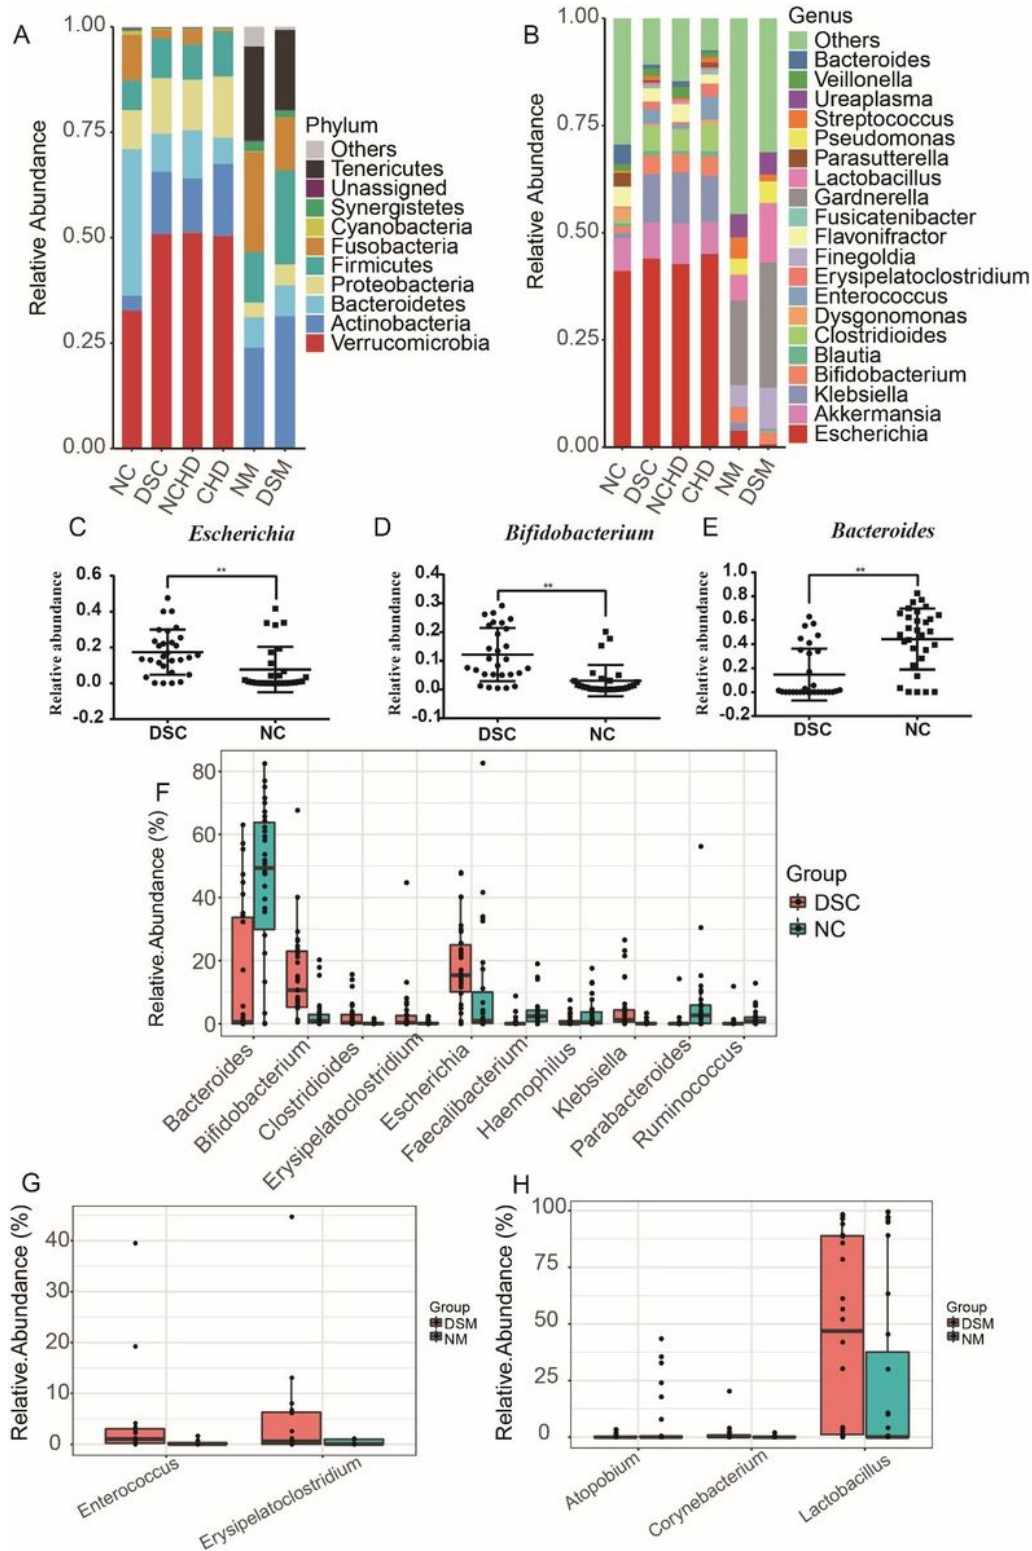 A
1.00
0.75
0.50
0.25
0.00
Relative Abundance
NC
DSC
NCHD
CHD
NM
DSM
Phylum
Others
Tenericutes
Unassigned
Synergistetes
Cyanobacteria
Fusobacteria
Firmicutes
Proteobacteria
Bacteroidetes
Actinobacteria
Verrucomicrobia
B
1.00
0.75
0.50
0.25
0.00
Relative Abundance
NC
DSC
NCHD
CHD
NM
DSM
Genus
Others
Bacteroides
Veillonella
Ureaplasma
Streptococcus
Pseudomonas
Parasutterella
Lactobacillus
Gardnerella
Fusicatenibacter
Flavonifractor
Finegoldia
Erysipelatoclostridium
Enterococcus
Dysgonomonas
Clostridioides
Blautia
Bifidobacterium
Klebsiella
Akkermansia
Escherichia
C
Escherichia
**
Relative abundance
0.6
0.4
0.2
0.0
-0.2
DSC
NC
D
Bifidobacterium
**
Relative abundance
0.4
0.3
0.2
0.1
0.0
-0.1
DSC
NC
E
Bacteroides
**
Relative abundance
1.0
0.8
0.6
0.4
0.2
0.0
-0.2
DSC
NC
F
Relative.Abundance (%)
80
60
40
20
0
Bacteroides
Bifidobacterium
Clostridioides
Erysipelatoclostridium
Escherichia
Faecalibacterium
Haemophilus
Klebsiella
Parabacteroides
Ruminococcus
Group
DSC
NC
G
Relative.Abundance (%)
40
30
20
10
0
Enterococcus
Erysipelatoclostridium
Group
DSM
NM
H
Relative.Abundance (%)
100
75
50
25
0
Atopobium
Corynebacterium
Lactobacillus
Group
DSM
NM